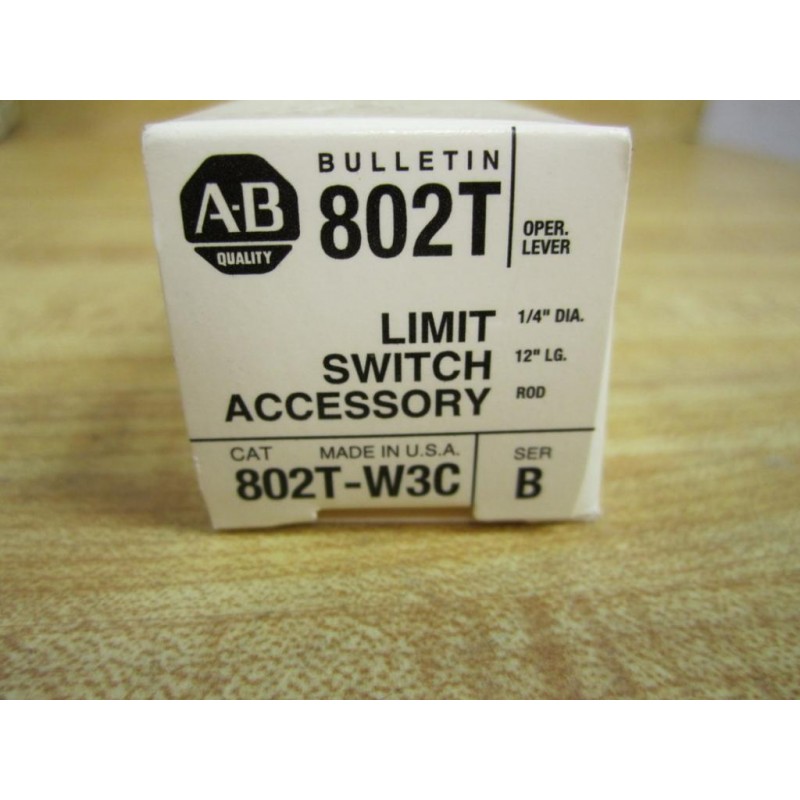 A-B
QUALITY
BULLETIN
802T
OPER.
LEVER
LIMIT
SWITCH
ACCESSORY
1/4" DIA.
12" LG.
ROD
CAT
MADE IN U.S.A.
802T-W3C
SER
B